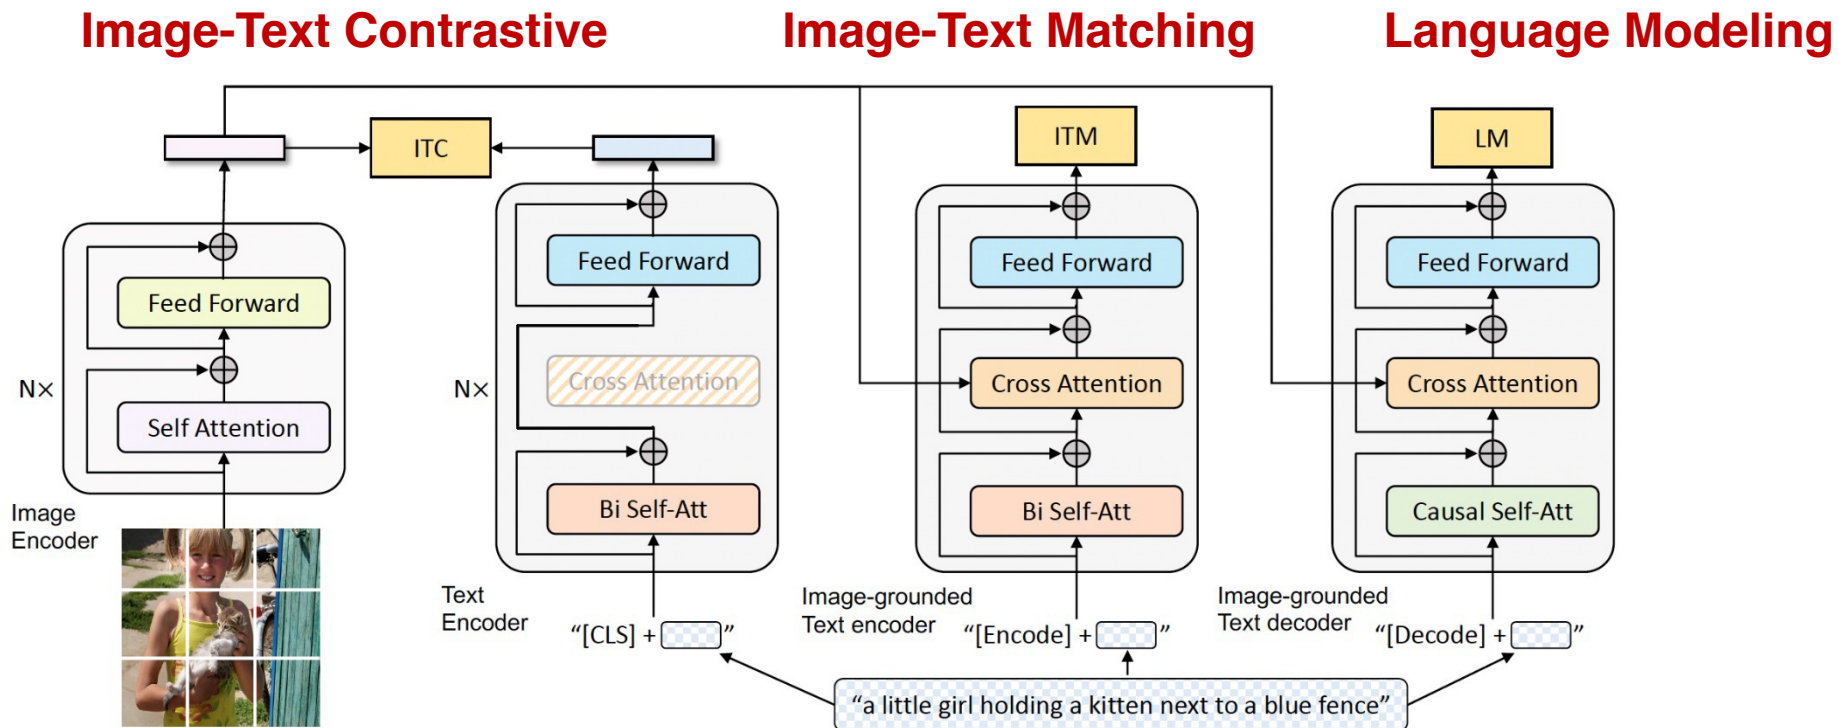 Image-Text Contrastive
Image-Text Matching
Language Modeling
ITC
ITM
LM
Feed Forward
Self Attention
N×
Image
Encoder
Feed Forward
Cross Attention
Bi Self-Att
N×
Text
Encoder
“[CLS] + ”
Feed Forward
Cross Attention
Bi Self-Att
Image-grounded
Text encoder
“[Encode] + ”
Feed Forward
Cross Attention
Causal Self-Att
Image-grounded
Text decoder
“[Decode] + ”
“a little girl holding a kitten next to a blue fence”